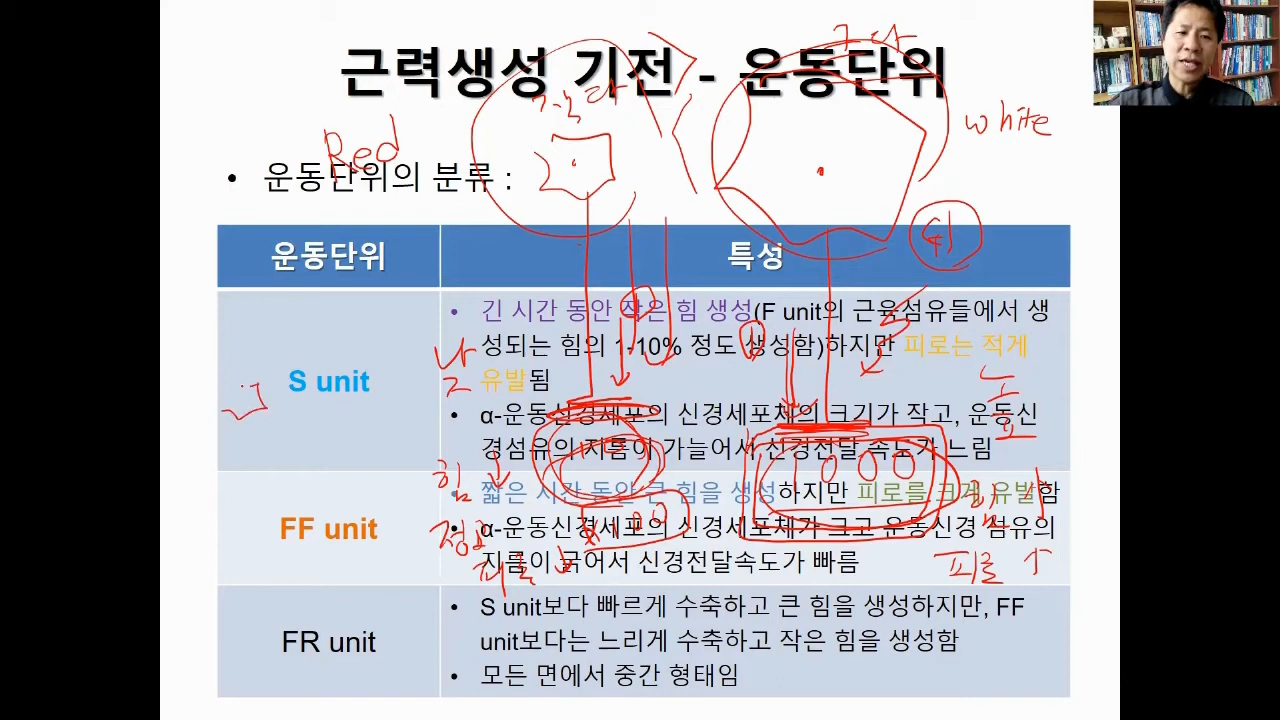 근력생성 기전 - 운동단위
크다
작다
Red
white
• 운동단위의 분류 :
운동단위
특성
S unit
• 긴 시간 동안 작은 힘 생성(F unit의 근육섬유들에서 생
성되는 힘의 1-10% 정도 생성함)하지만 피로는 적게
유발됨
• α-운동신경세포의 신경세포체의 크기가 작고, 운동신
경섬유의 지름이 가늘어서 신경전달 속도가 느림
FF unit
• 짧은 시간 동안 큰 힘을 생성하지만 피로를 크게 유발함
• α-운동신경세포의 신경세포체가 크고 운동신경 섬유의
지름이 굵어서 신경전달속도가 빠름
FR unit
• S unit보다 빠르게 수축하고 큰 힘을 생성하지만, FF
unit보다는 느리게 수축하고 작은 힘을 생성함
• 모든 면에서 중간 형태임
1000
힘 ↓
피로 ↓
힘 ↑
피로 ↑